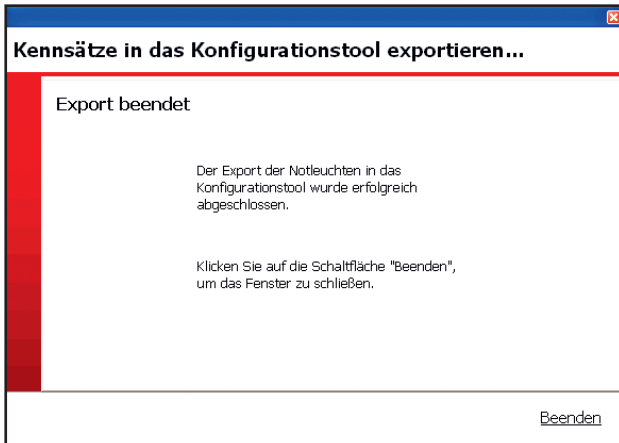 Kennsätze in das Konfigurationstool exportieren...
Export beendet
Der Export der Notleuchten in das
Konfigurationstool wurde erfolgreich
abgeschlossen.
Klicken Sie auf die Schaltfläche "Beenden",
um das Fenster zu schließen.
Beenden